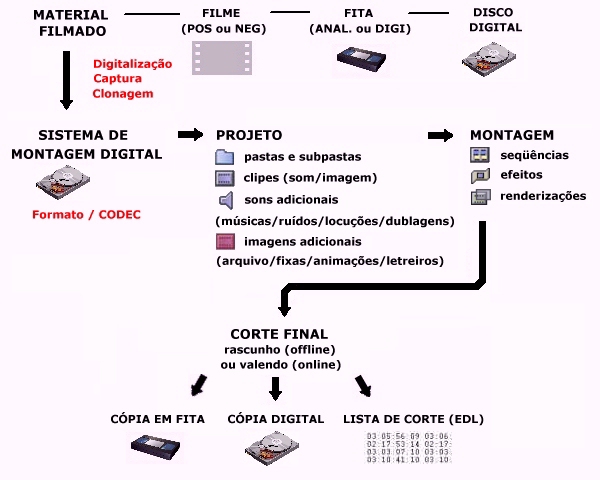 MATERIAL FILMADO
FILME (POS ou NEG)
FITA (ANAL. ou DIGI)
DISCO DIGITAL
Digitalização
Captura
Clonagem
SISTEMA DE
MONTAGEM DIGITAL
Formato / CODEC
PROJETO
pastas e subpastas
clipes (som/imagem)
sons adicionais
(músicas/ruídos/locuções/dublagens)
imagens adicionais
(arquivo/fixas/animações/letreiros)
MONTAGEM
seqüências
efeitos
renderizações
CORTE FINAL
rascunho (offline)
ou valendo (online)
CÓPIA EM FITA
CÓPIA DIGITAL
LISTA DE CORTE (EDL)
03:05:56:09 03:06:
02:17:53:14 02:17:
03:03:07:10 03:03:
03:10:41:10 03:10: